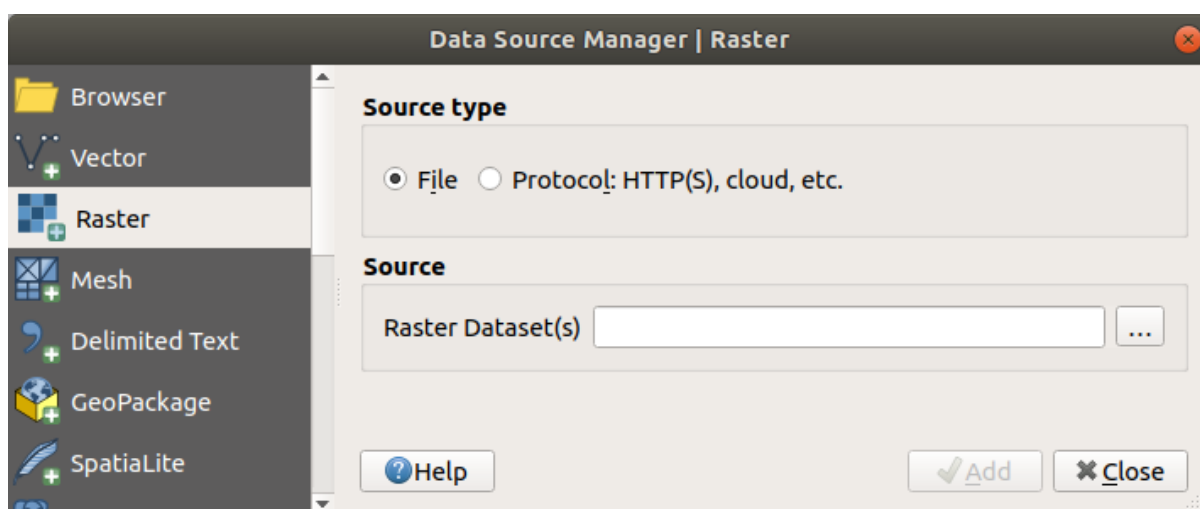 Data Source Manager | Raster
Browser
Vector
Raster
Mesh
Delimited Text
GeoPackage
SpatiaLite
Source type
File Protocol: HTTP(S), cloud, etc.
Source
Raster Dataset(s) ...
Help Add Close